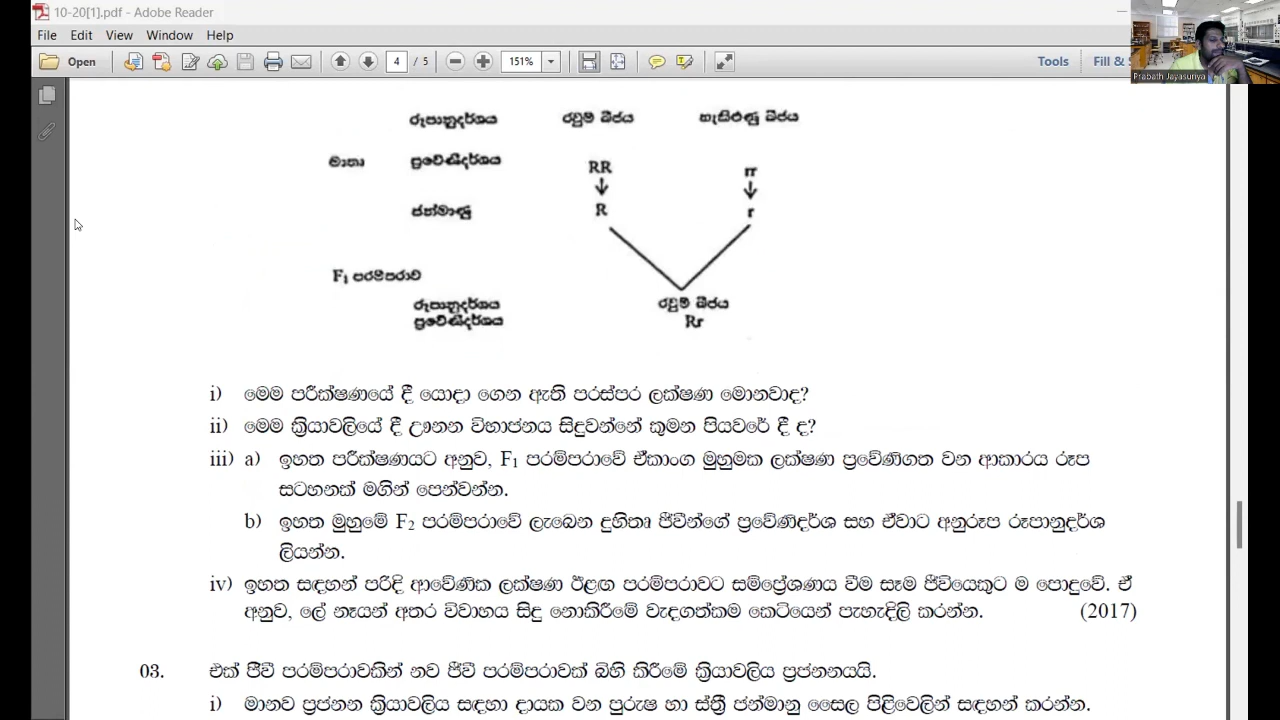 10-20[1].pdf - Adobe Reader
File Edit View Window Help
Open 4 / 5 151% Tools Fill & S
Prabath Jayasuriya
රූපානුදර්ශය රවුම් බීජය හැකිරුණු බීජය
මාතෘ ප්‍රවේණිදර්ශය RR rr
ජන්මාණු R r
F1 පරම්පරාව
රූපානුදර්ශය රවුම් බීජය
ප්‍රවේණිදර්ශය Rr
i) මෙම පරීක්ෂණයේ දී යොදා ගෙන ඇති පරස්පර ලක්ෂණ මොනවාද?
ii) මෙම ක්‍රියාවලියේ දී ඌනන විභාජනය සිදුවන්නේ කුමන පියවරේ දී ද?
iii) a) ඉහත පරීක්ෂණයට අනුව, F1 පරම්පරාවේ ඒකාංග මුහුමක ලක්ෂණ ප්‍රවේණිගත වන ආකාරය රූප
සටහනක් මගින් පෙන්වන්න.
b) ඉහත මුහුමේ F2 පරම්පරාවේ ලැබෙන දුහිතෘ ජීවීන්ගේ ප්‍රවේණිදර්ශ සහ ඒවාට අනුරූප රූපානුදර්ශ
ලියන්න.
iv) ඉහත සඳහන් පරිදි ආවේණික ලක්ෂණ ඊළඟ පරම්පරාවට සම්ප්‍රේශණය වීම සෑම ජීවියෙකුට ම පොදුවේ. ඒ
අනුව, ලේ නෑයන් අතර විවාහය සිදු නොකිරීමේ වැදගත්කම කෙටියෙන් පැහැදිලි කරන්න. (2017)
03. එක් ජීවී පරම්පරාවකින් නව ජීවී පරම්පරාවක් බිහි කිරීමේ ක්‍රියාවලිය ප්‍රජනනයයි.
i) මානව ප්‍රජනන ක්‍රියාවලිය සඳහා දායක වන පුරුෂ හා ස්ත්‍රී ජන්මානු සෛල පිළිවෙලින් සඳහන් කරන්න.